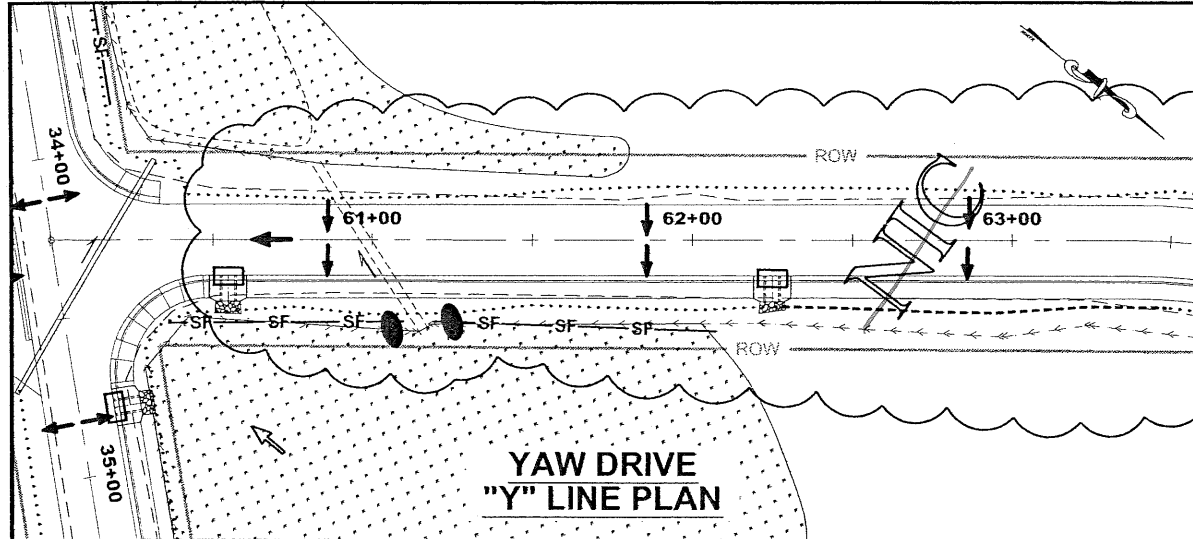 SF
34+00
ROW
61+00
62+00
63+00
NIC
SF
SF
SF
SF
SF
SF
ROW
35+00
YAW DRIVE
"Y" LINE PLAN